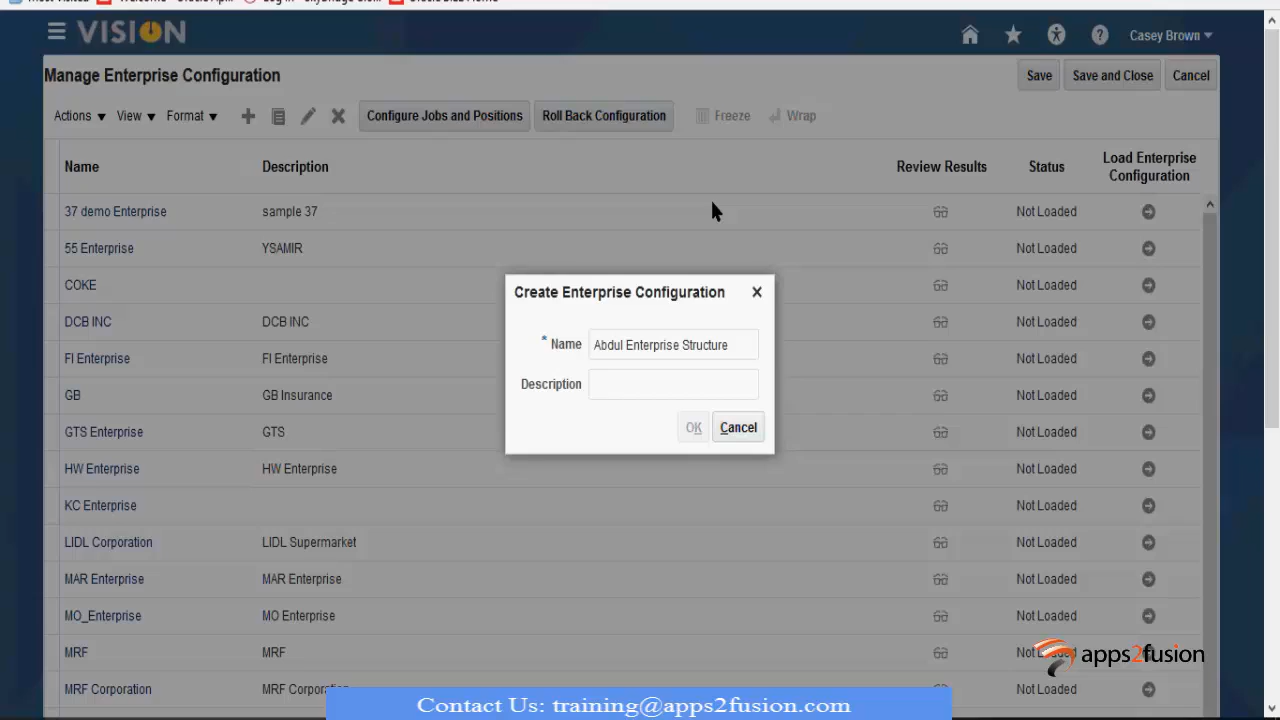 VISION
Casey Brown
Manage Enterprise Configuration
Save
Save and Close
Cancel
Actions
View
Format
Configure Jobs and Positions
Roll Back Configuration
Freeze
Wrap
Name
Description
Review Results
Status
Load Enterprise
Configuration
37 demo Enterprise
sample 37
Not Loaded
55 Enterprise
YSAMIR
Not Loaded
COKE
Not Loaded
DCB INC
DCB INC
Not Loaded
FI Enterprise
FI Enterprise
Not Loaded
GB
GB Insurance
Not Loaded
GTS Enterprise
GTS
Not Loaded
HW Enterprise
HW Enterprise
Not Loaded
KC Enterprise
Not Loaded
LIDL Corporation
LIDL Supermarket
Not Loaded
MAR Enterprise
MAR Enterprise
Not Loaded
MO_Enterprise
MO Enterprise
Not Loaded
MRF
MRF
Not Loaded
MRF Corporation
MRF Corporation
Not Loaded
Create Enterprise Configuration
* Name
Abdul Enterprise Structure
Description
OK
Cancel
apps2fusion
Contact Us: training@apps2fusion.com